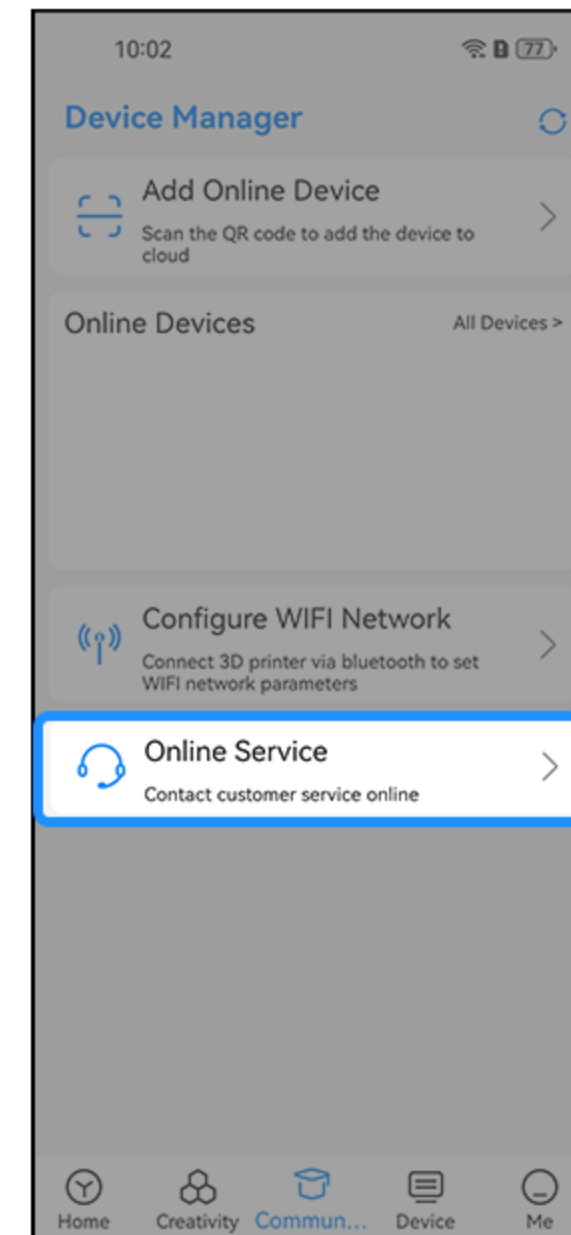 10:02 77
Device Manager
Add Online Device
Scan the QR code to add the device to
cloud
Online Devices All Devices >
Configure WIFI Network
Connect 3D printer via bluetooth to set
WIFI network parameters
Online Service
Contact customer service online
Home Creativity Commun... Device Me